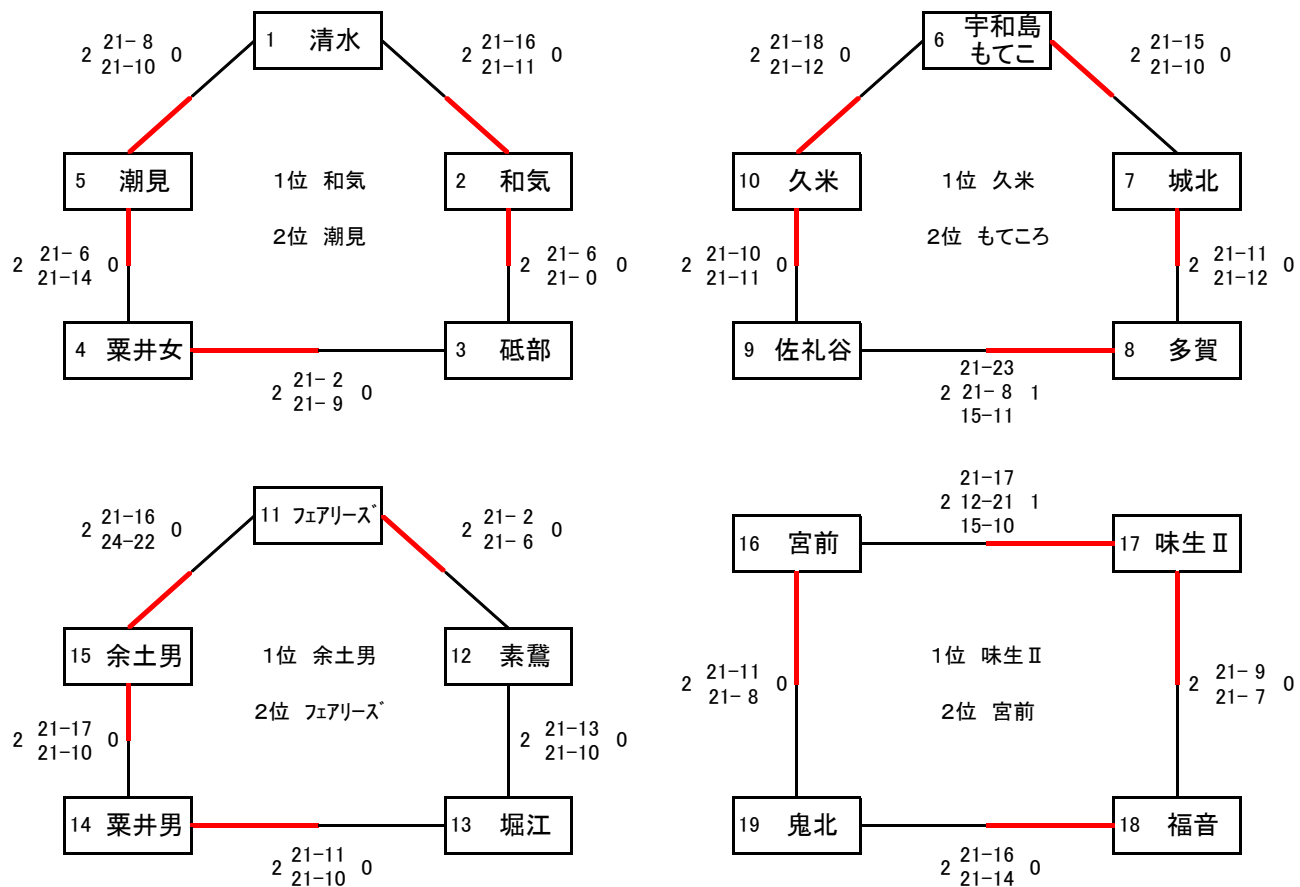 1 清水
2 21-8 0
21-10
2 21-16 0
21-11
5 潮見
2 和気
1位 和気
2位 潮見
2 21-6 0
21-14
2 21-6 0
21-0
4 粟井女
3 砥部
2 21-2 0
21-9
6 宇和島
もてこ
2 21-18 0
21-12
2 21-15 0
21-10
10 久米
7 城北
1位 久米
2位 もてころ
2 21-10 0
21-11
2 21-11 0
21-12
9 佐礼谷
8 多賀
21-23
2 21-8 1
15-11
11 フェアリーズ
2 21-16 0
24-22
2 21-2 0
21-6
15 余土男
12 素鵞
1位 余土男
2位 フェアリーズ
2 21-17 0
21-10
2 21-13 0
21-10
14 粟井男
13 堀江
2 21-11 0
21-10
21-17
2 12-21 1
15-10
16 宮前
17 味生Ⅱ
1位 味生Ⅱ
2位 宮前
2 21-11 0
21-8
2 21-9 0
21-7
19 鬼北
18 福音
2 21-16 0
21-14